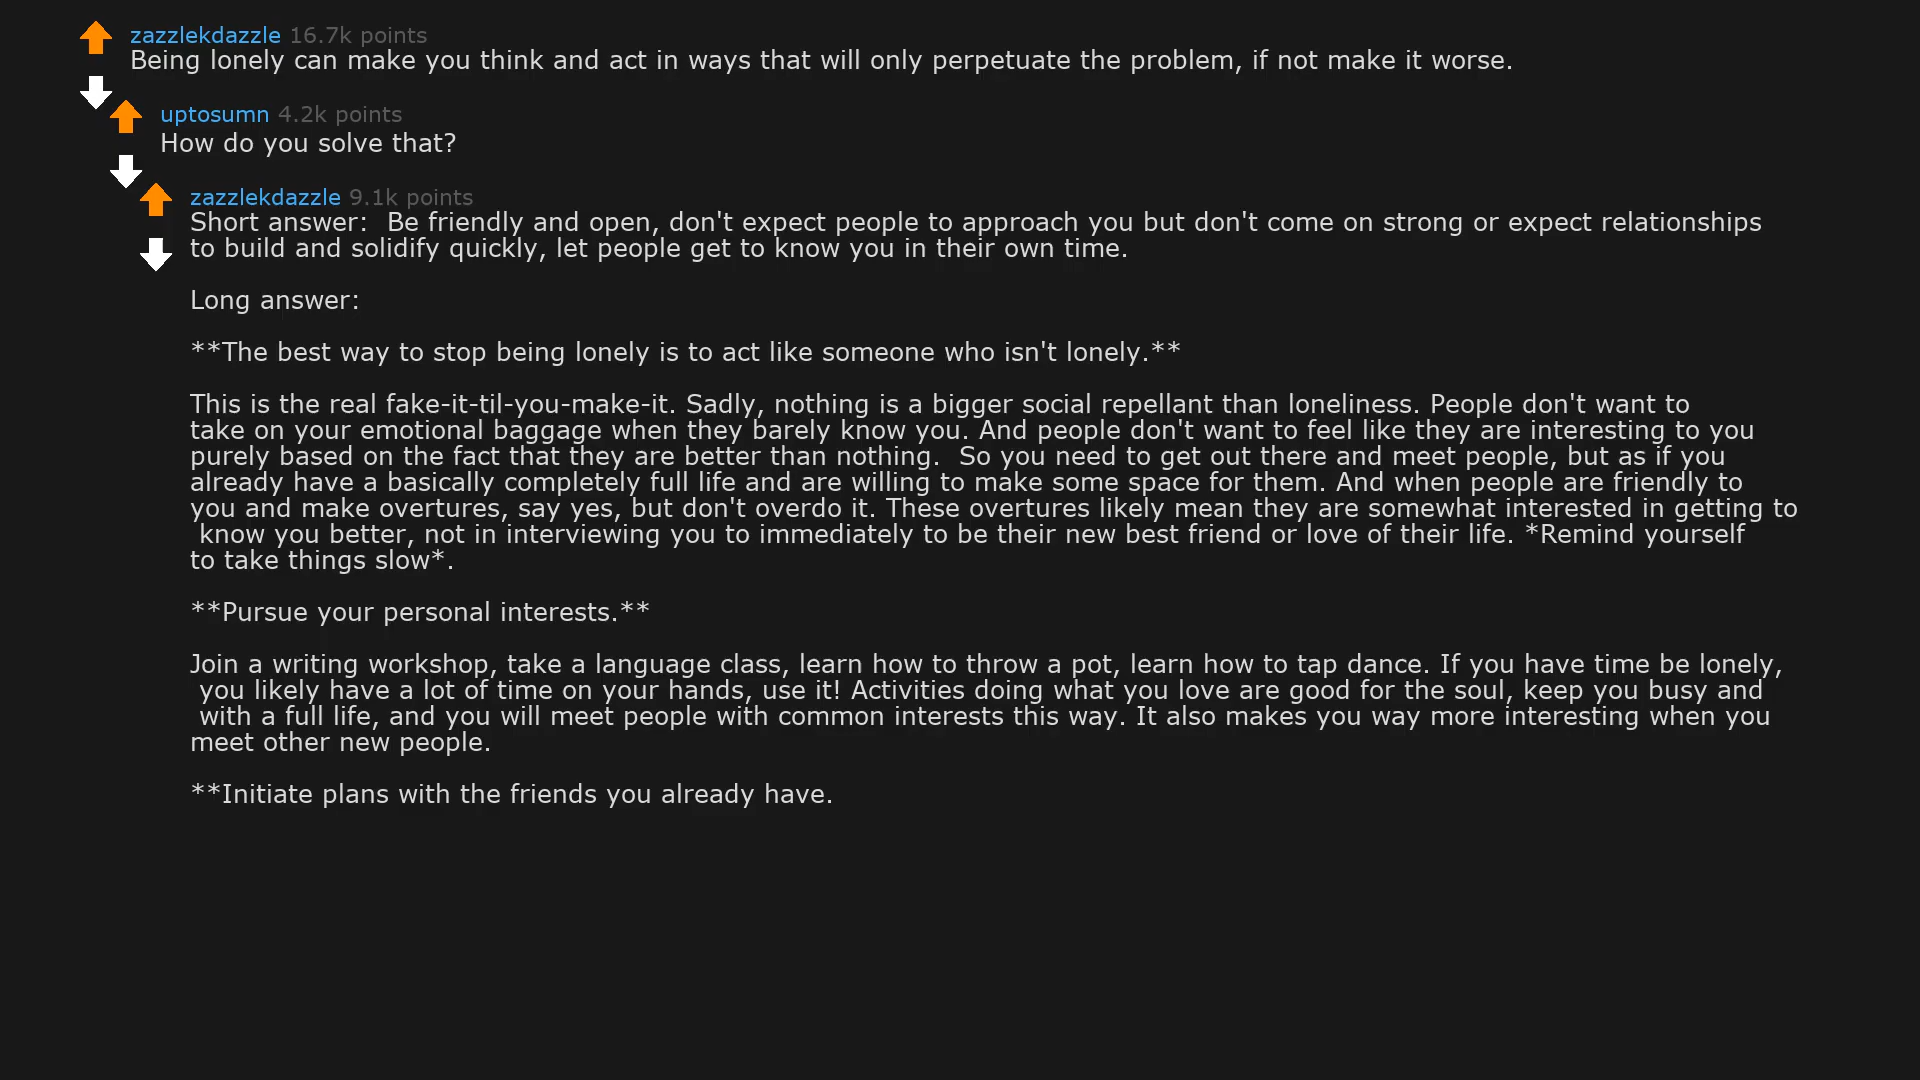 zazzlekdazzle 16.7k points
Being lonely can make you think and act in ways that will only perpetuate the problem, if not make it worse.
uptosumn 4.2k points
How do you solve that?
zazzlekdazzle 9.1k points
Short answer:  Be friendly and open, don't expect people to approach you but don't come on strong or expect relationships
to build and solidify quickly, let people get to know you in their own time.
Long answer:
**The best way to stop being lonely is to act like someone who isn't lonely.**
This is the real fake-it-til-you-make-it. Sadly, nothing is a bigger social repellant than loneliness. People don't want to
take on your emotional baggage when they barely know you. And people don't want to feel like they are interesting to you
purely based on the fact that they are better than nothing.  So you need to get out there and meet people, but as if you
already have a basically completely full life and are willing to make some space for them. And when people are friendly to
you and make overtures, say yes, but don't overdo it. These overtures likely mean they are somewhat interested in getting to
know you better, not in interviewing you to immediately to be their new best friend or love of their life. *Remind yourself
to take things slow*.
**Pursue your personal interests.**
Join a writing workshop, take a language class, learn how to throw a pot, learn how to tap dance. If you have time be lonely,
you likely have a lot of time on your hands, use it! Activities doing what you love are good for the soul, keep you busy and
with a full life, and you will meet people with common interests this way. It also makes you way more interesting when you
meet other new people.
**Initiate plans with the friends you already have.